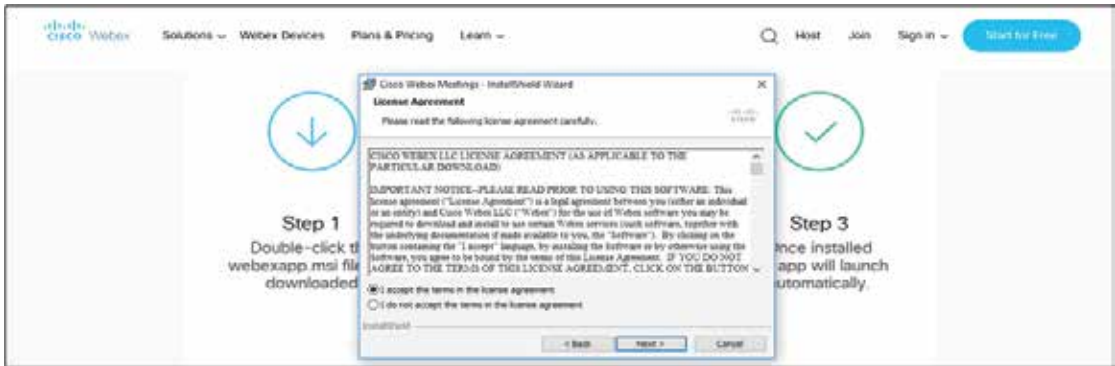 cisco Webex
Solutions Webex Devices Plans & Pricing Learn Host Join Sign in Start for Free
Cisco Webex Meetings - InstallShield Wizard
License Agreement
Please read the following license agreement carefully.
CISCO
CISCO WEBEX LLC LICENSE AGREEMENT (AS APPLICABLE TO THE
PARTICULAR DOWNLOAD)
IMPORTANT NOTICE--PLEASE READ PRIOR TO USING THIS SOFTWARE: This
license agreement ("License Agreement") is a legal agreement between you (either an individual
or an entity) and Cisco Webex LLC ("Webex") for the use of Webex software you may be
required to download and install to use certain Webex services (such software, together with
the underlying documentation if made available to you, the "Software"). By clicking on the
button containing the "I accept" language, by installing the Software or by otherwise using the
Software, you agree to be bound by the terms of this License Agreement. IF YOU DO NOT
AGREE TO THE TERMS OF THIS LICENSE AGREEMENT, CLICK ON THE BUTTON
I accept the terms in the license agreement
I do not accept the terms in the license agreement
InstallShield
< Back Next > Cancel
Step 1
Double-click th
webexapp.msi file
downloaded
Step 3
nce installed
app will launch
utomatically.